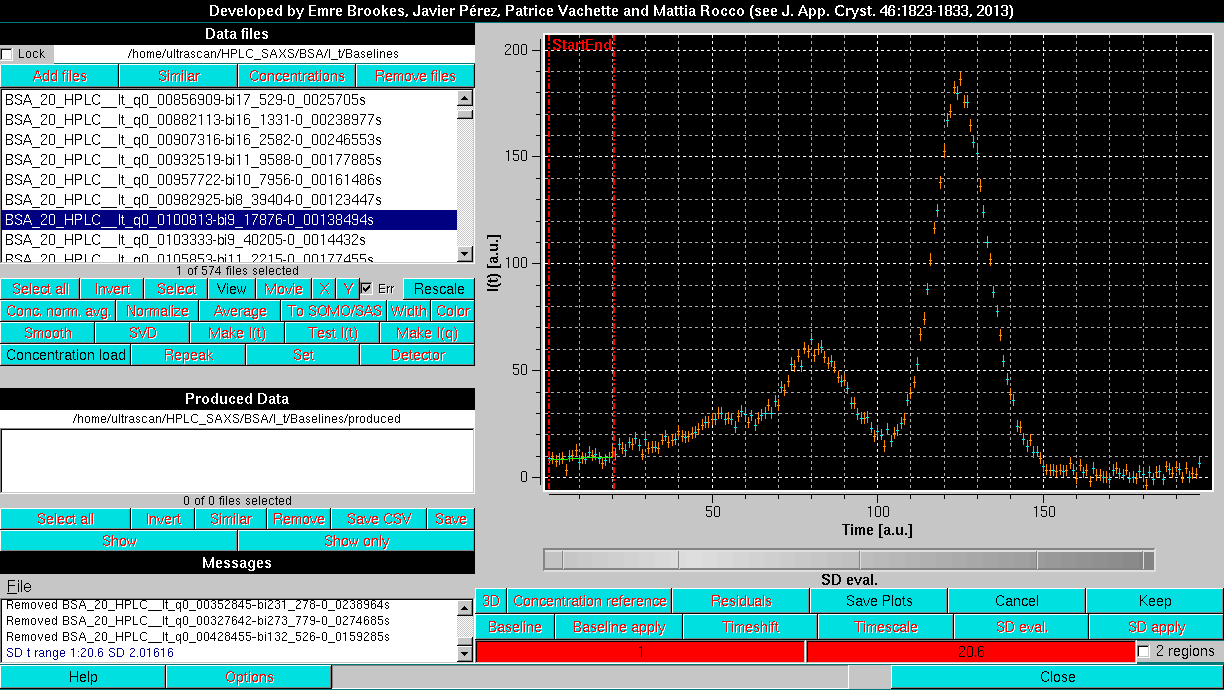 Developed by Emre Brookes, Javier Pérez, Patrice Vachette and Mattia Rocco (see J. App. Cryst. 46:1823-1833, 2013)
Data files
Lock /home/ultrascan/HPLC_SAXS/BSA/I_t/Baselines
Add files Similar Concentrations Remove files
BSA_20_HPLC__It_q0_00856909-bi17_529-0_0025705s
BSA_20_HPLC__It_q0_00882113-bi16_1331-0_00238977s
BSA_20_HPLC__It_q0_00907316-bi16_2582-0_00246553s
BSA_20_HPLC__It_q0_00932519-bi11_9588-0_00177885s
BSA_20_HPLC__It_q0_00957722-bi10_7956-0_00161486s
BSA_20_HPLC__It_q0_00982925-bi8_39404-0_00123447s
BSA_20_HPLC__It_q0_0100813-bi9_17876-0_00138494s
BSA_20_HPLC__It_q0_0103333-bi9_40205-0_0014432s
BSA_20_HPLC__It_q0_0105853-bi11_2215-0_00177455s
1 of 574 files selected
Select all Invert Select View Movie X Y Err Rescale
Conc. norm. avg. Normalize Average To SOMO/SAS Width Color
Smooth SVD Make I(t) Test I(t) Make I(q)
Concentration load Repeak Set Detector
Produced Data
/home/ultrascan/HPLC_SAXS/BSA/I_t/Baselines/produced
0 of 0 files selected
Select all Invert Similar Remove Save CSV Save
Show Show only
Messages
File
Removed BSA_20_HPLC__It_q0_00352845-bi231_278-0_0238964s
Removed BSA_20_HPLC__It_q0_00327642-bi273_779-0_0274685s
Removed BSA_20_HPLC__It_q0_00428455-bi132_526-0_0159285s
SD t range 1:20.6 SD 2.01616
Help Options
StartEnd
200
150
100
50
0
I(t) [a.u.]
50 100 150
Time [a.u.]
SD eval.
3D Concentration reference Residuals Save Plots Cancel Keep
Baseline Baseline apply Timeshift Timescale SD eval. SD apply
1 20.6 2 regions
Close